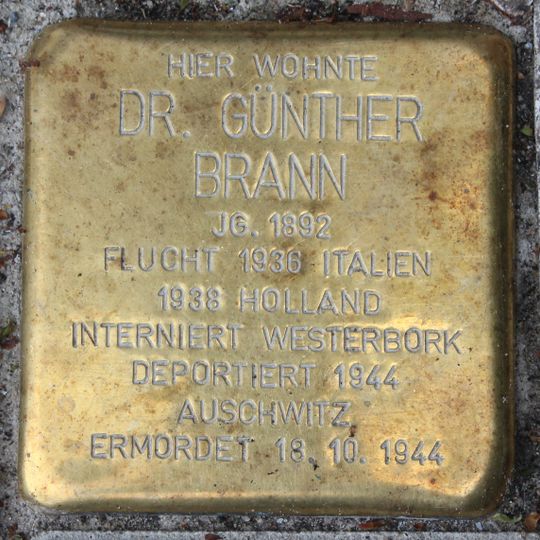 HIER WOHNTE
DR. GÜNTHER
BRANN
JG. 1892
FLUCHT 1936 ITALIEN
1938 HOLLAND
INTERNIERT WESTERBORK
DEPORTIERT 1944
AUSCHWITZ
ERMORDET 18. 10. 1944